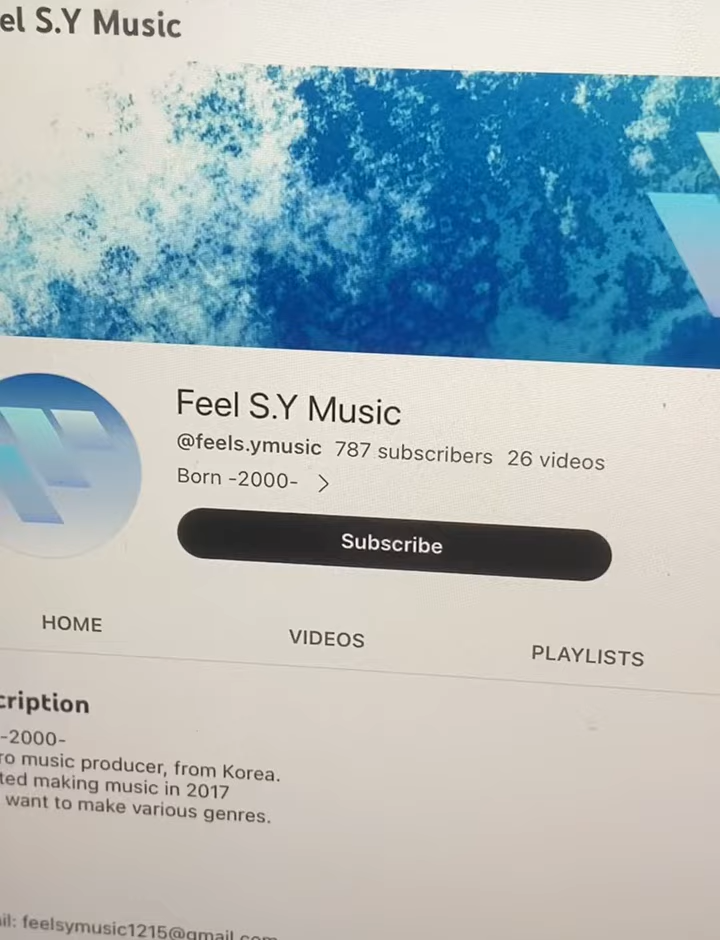 el S.Y Music
Feel S.Y Music
@feels.ymusic 787 subscribers 26 videos
Born -2000- >
Subscribe
HOME VIDEOS PLAYLISTS
cription
-2000-
ro music producer, from Korea.
ted making music in 2017
want to make various genres.
il: feelsymusic1215@gmail.com